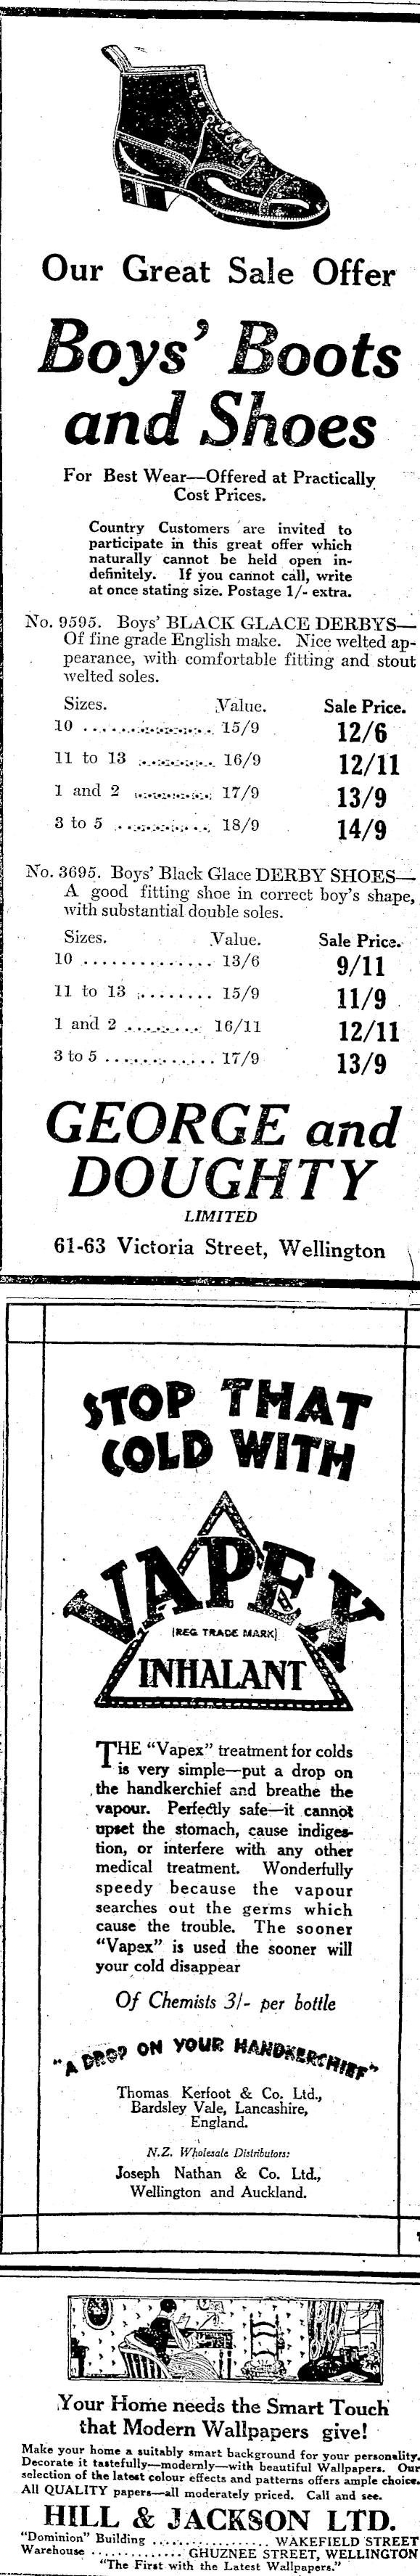 Our Great Sale Offer
Boys' Boots
and Shoes
For Best Wear—Offered at Practically
Cost Prices.
Country Customers are invited to
participate in this great offer which
naturally cannot be held open in-
definitely. If you cannot call, write
at once stating size. Postage 1/- extra.
No. 9595. Boys' BLACK GLACE DERBYS—
Of fine grade English make. Nice welted ap-
pearance, with comfortable fitting and stout
welted soles.
Sizes. Value. Sale Price.
10 .............. 15/9 12/6
11 to 13 .............. 16/9 12/11
1 and 2 .............. 17/9 13/9
3 to 5 .............. 18/9 14/9
No. 3695. Boys' Black Glace DERBY SHOES—
A good fitting shoe in correct boy's shape,
with substantial double soles.
Sizes. Value. Sale Price.
10 .............. 13/6 9/11
11 to 13 ......... 15/9 11/9
1 and 2 ......... 16/11 12/11
3 to 5 .............. 17/9 13/9
GEORGE and
DOUGHTY
LIMITED
61-63 Victoria Street, Wellington
STOP THAT
COLD WITH
VAPEX
(REG TRADE MARK)
INHALANT
THE "Vapex" treatment for colds
is very simple—put a drop on
the handkerchief and breathe the
vapour. Perfectly safe—it cannot
upset the stomach, cause indiges-
tion, or interfere with any other
medical treatment. Wonderfully
speedy because the vapour
searches out the germs which
cause the trouble. The sooner
"Vapex" is used the sooner will
your cold disappear
Of Chemists 3/- per bottle
"A DROP ON YOUR HANDKERCHIEF"
Thomas Kerfoot & Co. Ltd.,
Bardsley Vale, Lancashire,
England.
N.Z. Wholesale Distributors:
Joseph Nathan & Co. Ltd.,
Wellington and Auckland.
Your Home needs the Smart Touch
that Modern Wallpapers give!
Make your home a suitably smart background for your personality.
Decorate it tastefully—modernly—with beautiful Wallpapers. Our
selection of the latest colour effects and patterns offers ample choice.
All QUALITY papers—all moderately priced. Call and see.
HILL & JACKSON LTD.
"Dominion" Building .................. WAKEFIELD STREET
Warehouse .............. GHUZNEE STREET, WELLINGTON
"The First with the Latest Wallpapers."